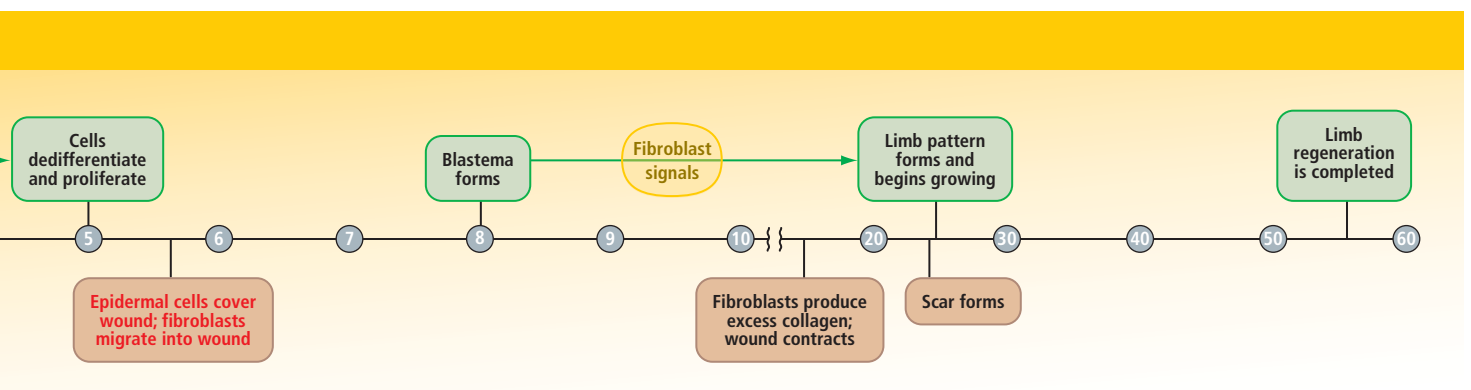 Cells
dedifferentiate
and proliferate
Blastema
forms
Fibroblast
signals
Limb pattern
forms and
begins growing
Limb
regeneration
is completed
5
6
7
8
9
10
20
30
40
50
60
Epidermal cells cover
wound; fibroblasts
migrate into wound
Fibroblasts produce
excess collagen;
wound contracts
Scar forms